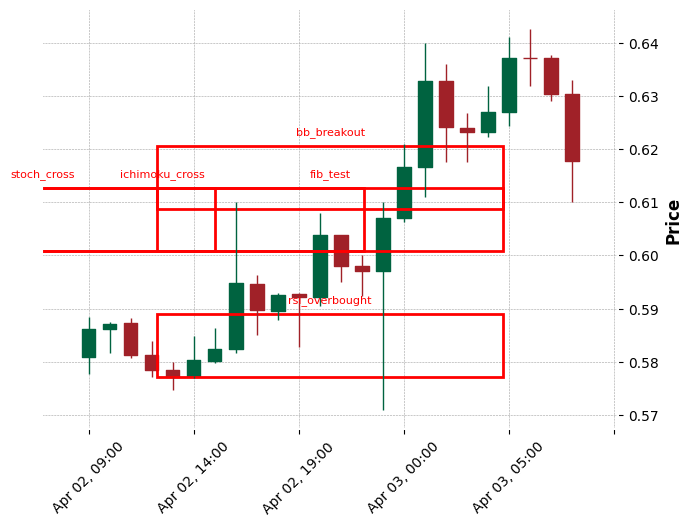 bb_breakout
stoch_cross
ichimoku_cross
fib_test
rsi_overbought
0.64
0.63
0.62
0.61
0.60
0.59
0.58
0.57
Price
Apr 02, 09:00
Apr 02, 14:00
Apr 02, 19:00
Apr 03, 00:00
Apr 03, 05:00